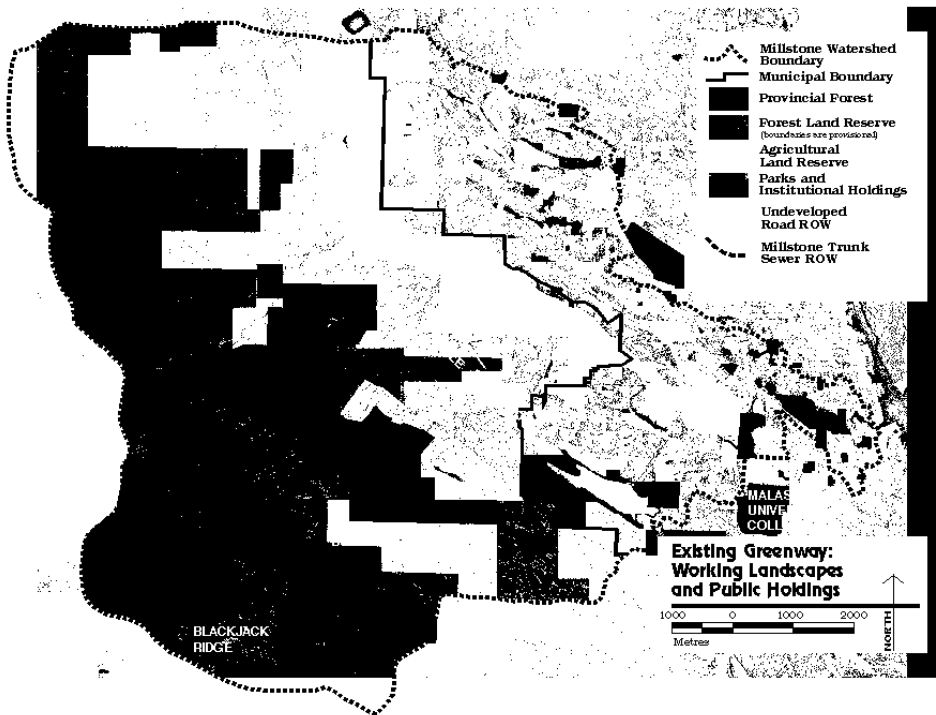 Millstone Watershed
Boundary
Municipal Boundary
Provincial Forest
Forest Land Reserve
(boundaries are provisional)
Agricultural
Land Reserve
Parks and
Institutional Holdings
Undeveloped
Road ROW
Millstone Trunk
Sewer ROW
MALAS
UNIVE
COLL
Existing Greenway:
Working Landscapes
and Public Holdings
1000 0 1000 2000
Metres
NORTH
BLACKJACK
RIDGE